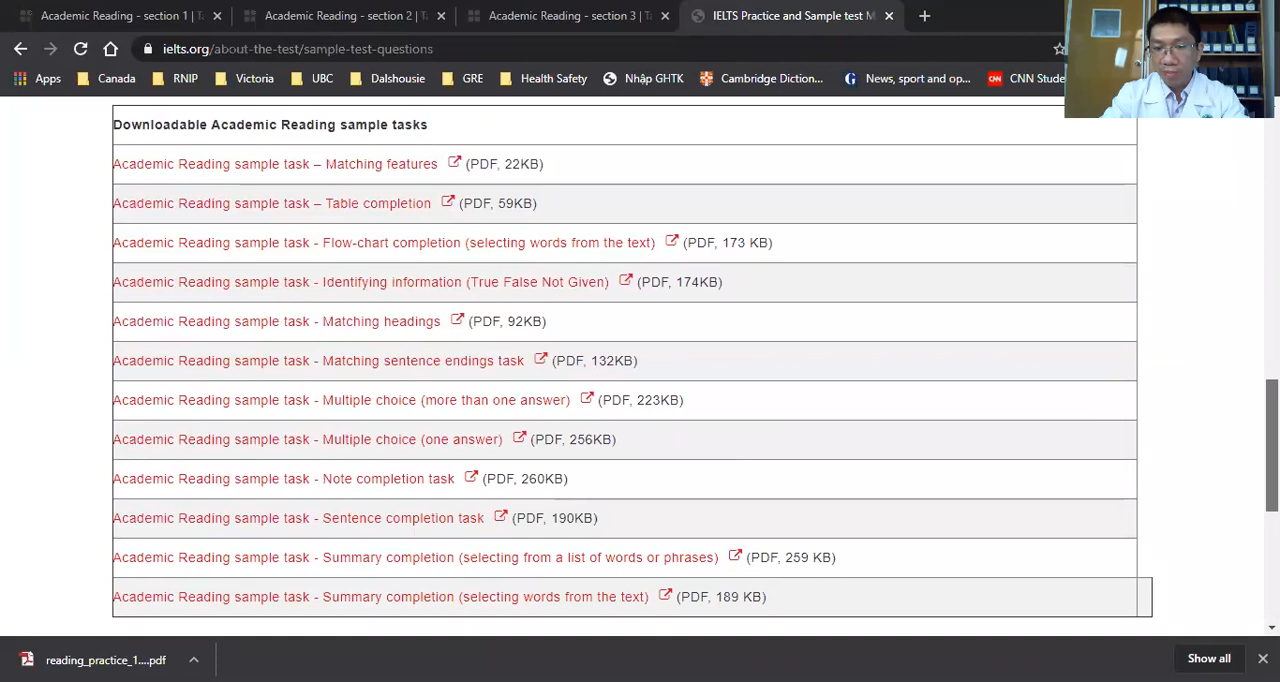 Academic Reading - section 1 | T
Academic Reading - section 2 | Ta
Academic Reading - section 3 | Ta
IELTS Practice and Sample test M
ielts.org/about-the-test/sample-test-questions
Apps
Canada
RNIP
Victoria
UBC
Dalshousie
GRE
Health Safety
Nhập GHTK
Cambridge Diction...
G
News, sport and op...
CNN
CNN Stude
Downloadable Academic Reading sample tasks
Academic Reading sample task – Matching features (PDF, 22KB)
Academic Reading sample task – Table completion (PDF, 59KB)
Academic Reading sample task - Flow-chart completion (selecting words from the text) (PDF, 173 KB)
Academic Reading sample task - Identifying information (True False Not Given) (PDF, 174KB)
Academic Reading sample task - Matching headings (PDF, 92KB)
Academic Reading sample task - Matching sentence endings task (PDF, 132KB)
Academic Reading sample task - Multiple choice (more than one answer) (PDF, 223KB)
Academic Reading sample task - Multiple choice (one answer) (PDF, 256KB)
Academic Reading sample task - Note completion task (PDF, 260KB)
Academic Reading sample task - Sentence completion task (PDF, 190KB)
Academic Reading sample task - Summary completion (selecting from a list of words or phrases) (PDF, 259 KB)
Academic Reading sample task - Summary completion (selecting words from the text) (PDF, 189 KB)
reading_practice_1....pdf
Show all